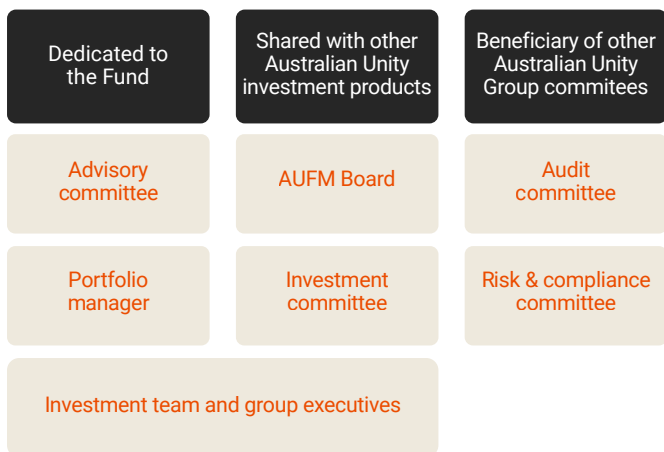 Dedicated to
the Fund
Shared with other
Australian Unity
investment products
Beneficiary of other
Australian Unity
Group commitees
Advisory
committee
AUFM Board
Audit
committee
Portfolio
manager
Investment
committee
Risk & compliance
committee
Investment team and group executives